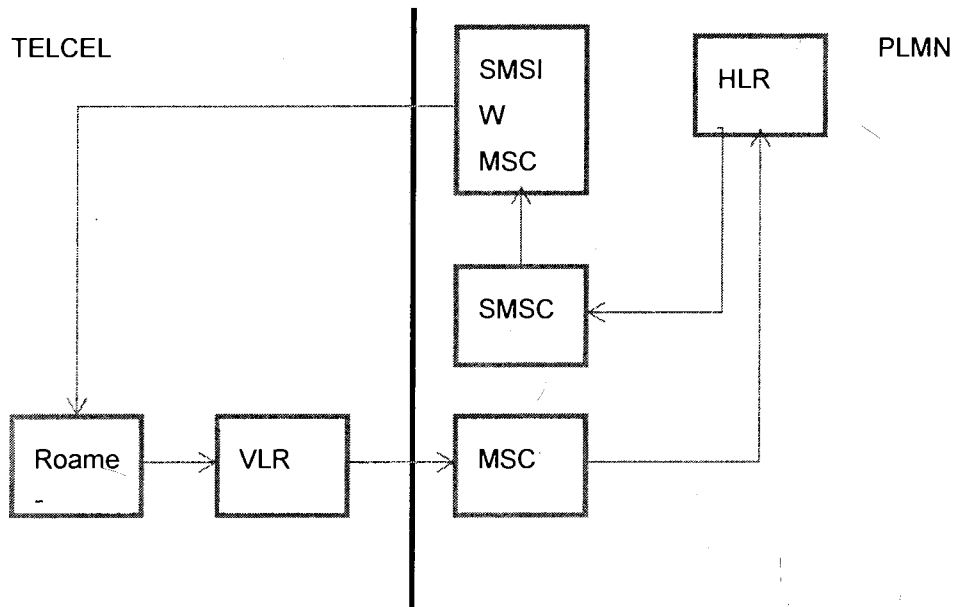 TELCEL
PLMN
SMSI
W
MSC
HLR
SMSC
Roame
VLR
MSC